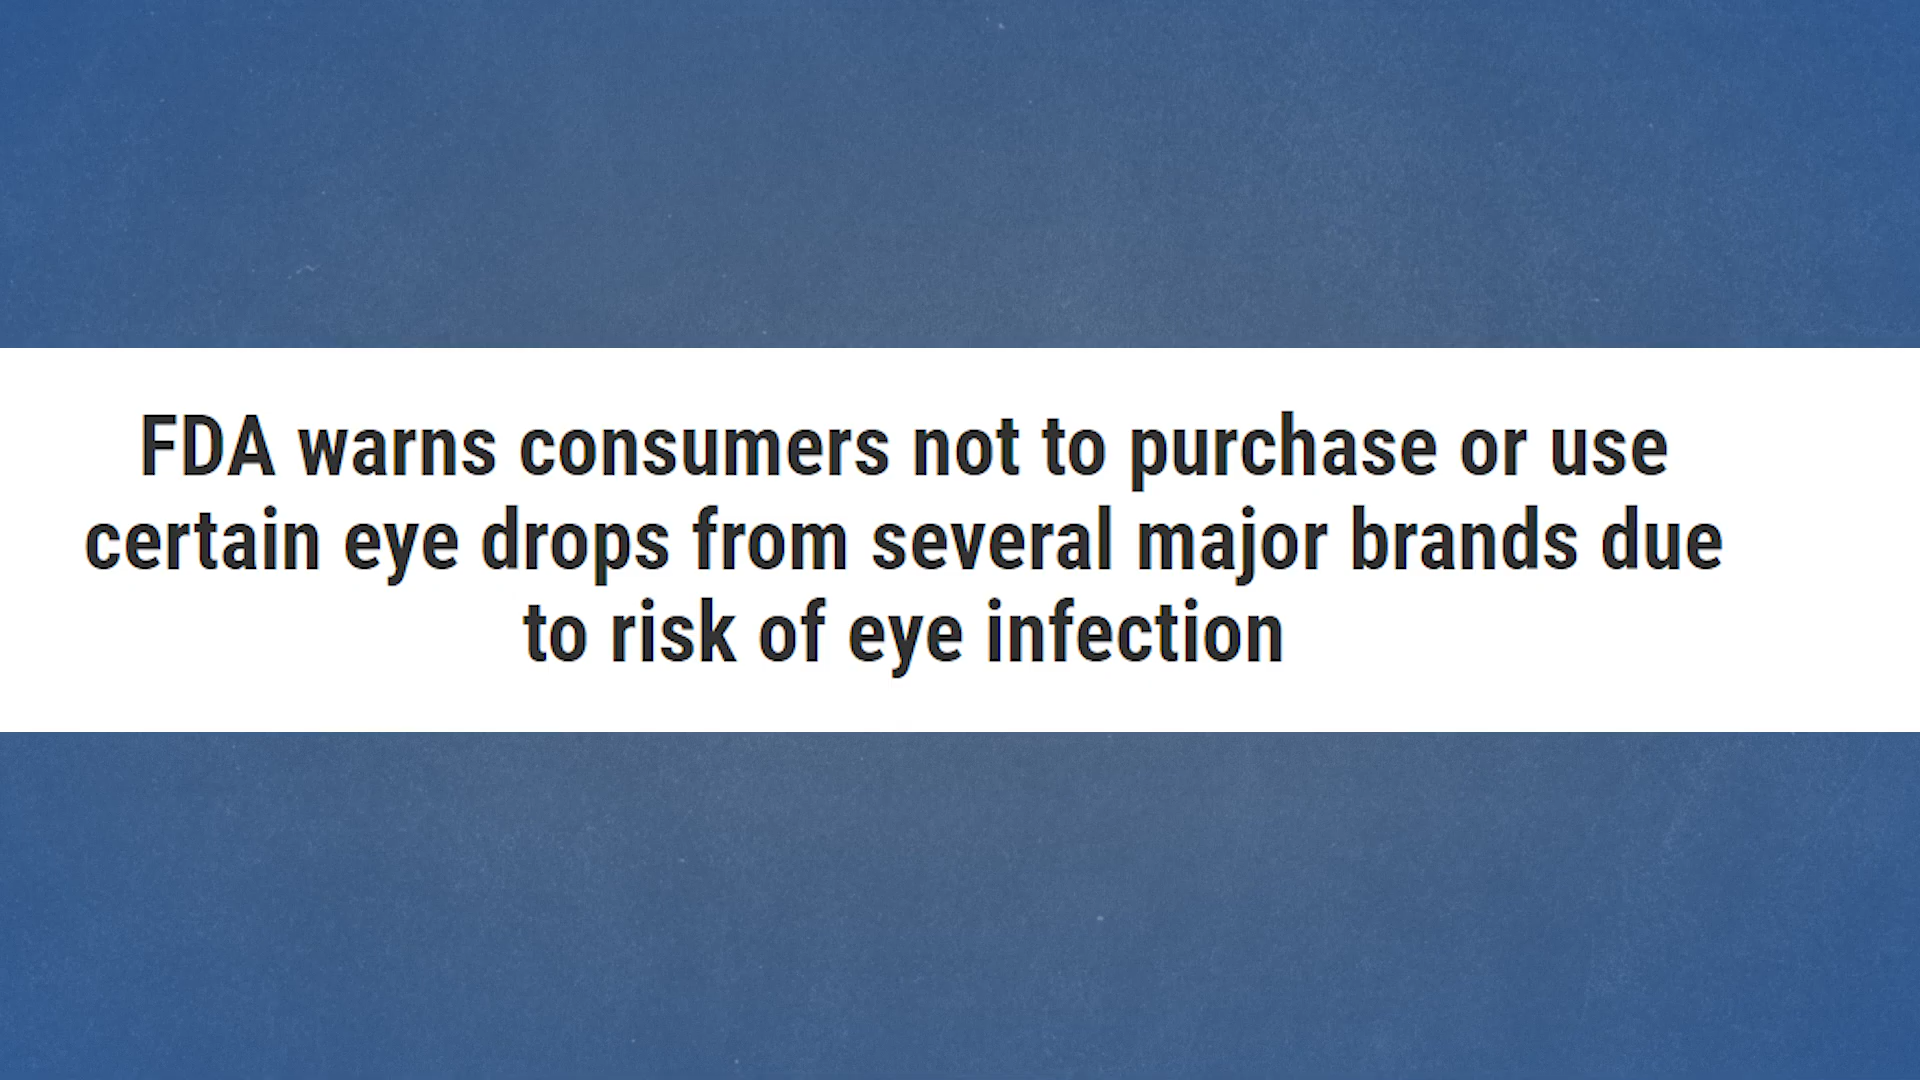 FDA warns consumers not to purchase or use
certain eye drops from several major brands due
to risk of eye infection